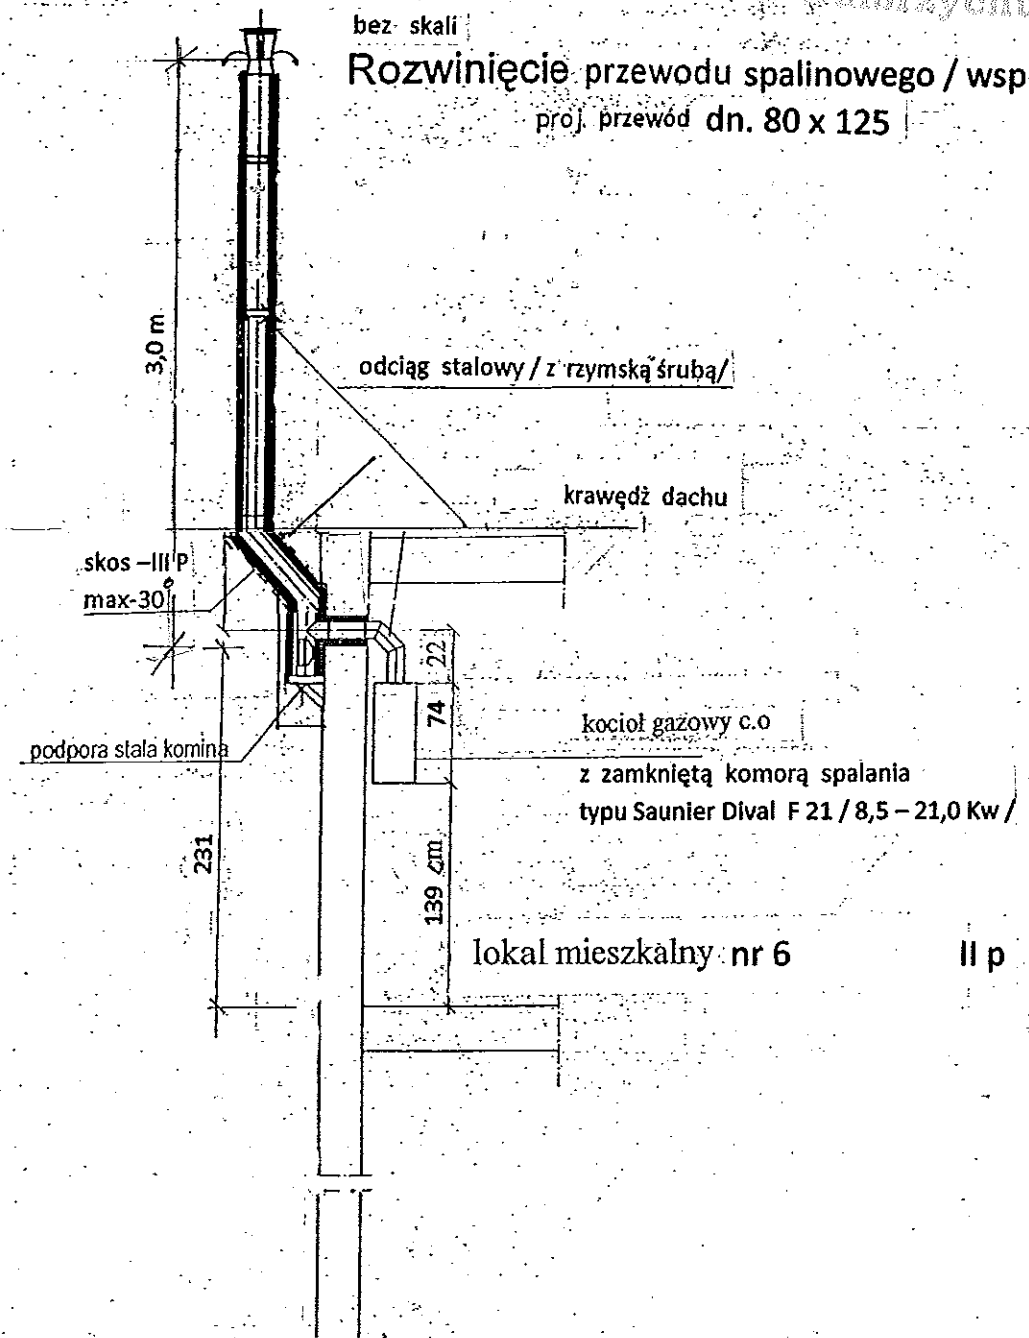 bez skali
Rozwinięcie przewodu spalinowego / wsp
proj. przewód dn. 80 x 125
3,0 m
odciąg stalowy / z rzymską śrubą/
krawędż dachu
skos –III P
max-30°
22
74
podpora stala komina
kocioł gazowy c.o
z zamkniętą komorą spalania
typu Saunier Dival F 21 / 8,5 – 21,0 Kw /
231
139 cm
lokal mieszkalny nr 6 II p